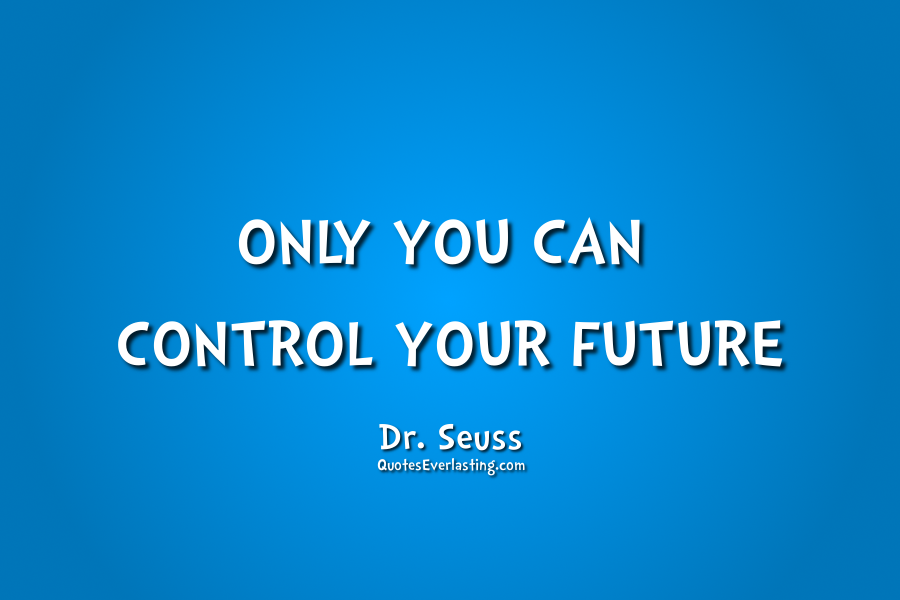 ONLY YOU CAN
CONTROL YOUR FUTURE
Dr. Seuss
QuotesEverlasting.com